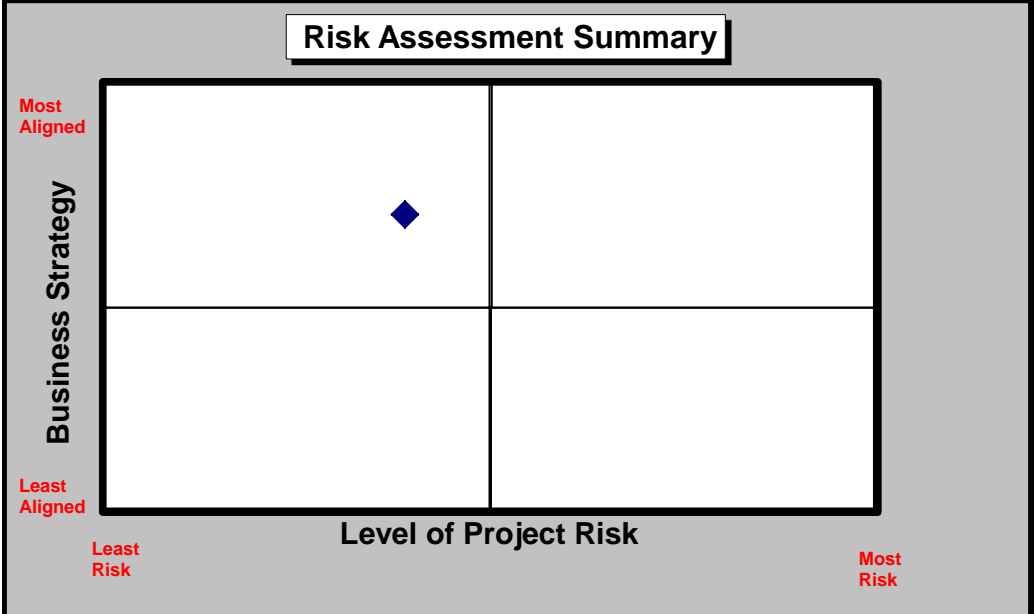 Risk Assessment Summary
Most
Aligned
Business Strategy
Least
Aligned
Level of Project Risk
Least
Risk
Most
Risk